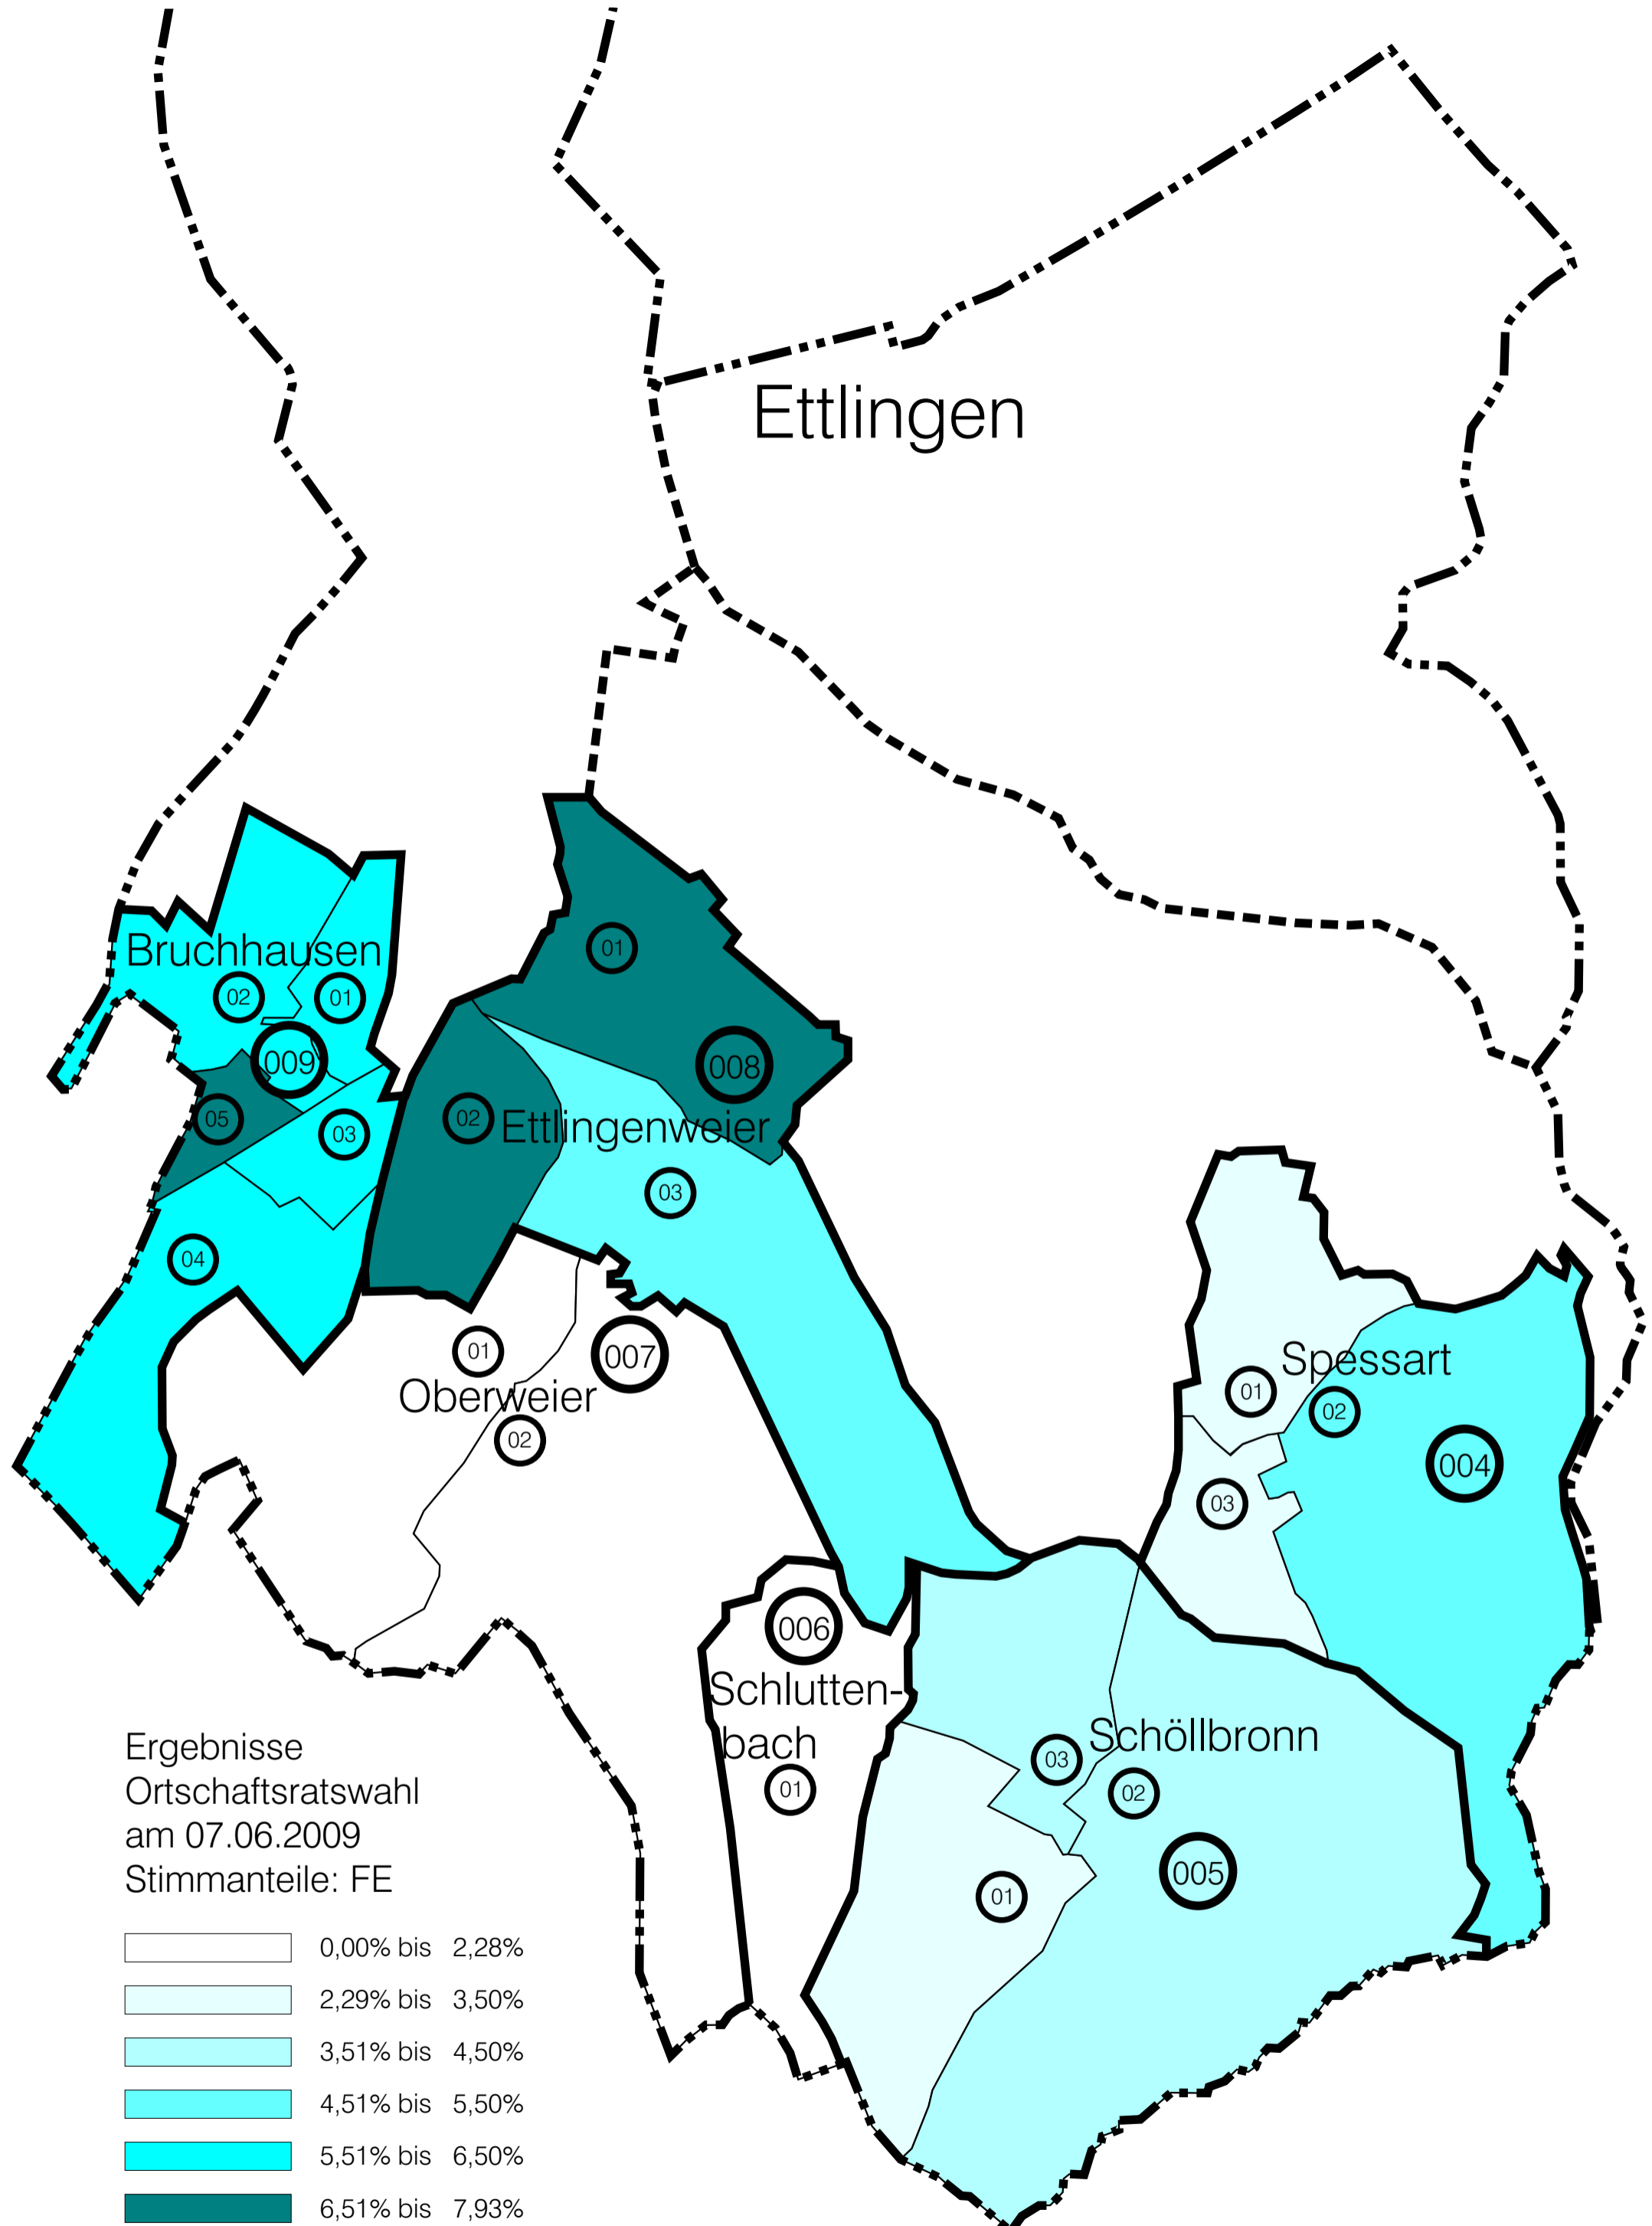 Ettlingen
Bruchhausen
02
01
009
05
03
04
01
008
02
Ettlingenweier
03
01
007
Oberweier
02
Spessart
01
02
004
03
006
Schlutten-
bach
01
Schöllbronn
03
02
005
01
Ergebnisse
Ortschaftsratswahl
am 07.06.2009
Stimmanteile: FE
0,00% bis 2,28%
2,29% bis 3,50%
3,51% bis 4,50%
4,51% bis 5,50%
5,51% bis 6,50%
6,51% bis 7,93%